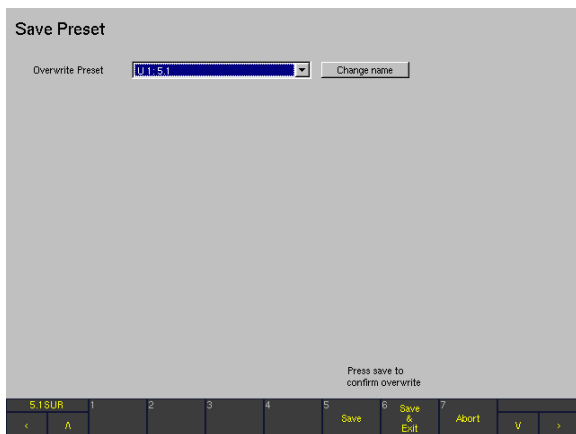 Save Preset
Overwrite Preset U 1: 5.1 Change name
Press save to
confirm overwrite
5.1SUR 1 2 3 4 5 6 7
Save Save & Exit Abort
< Λ V >